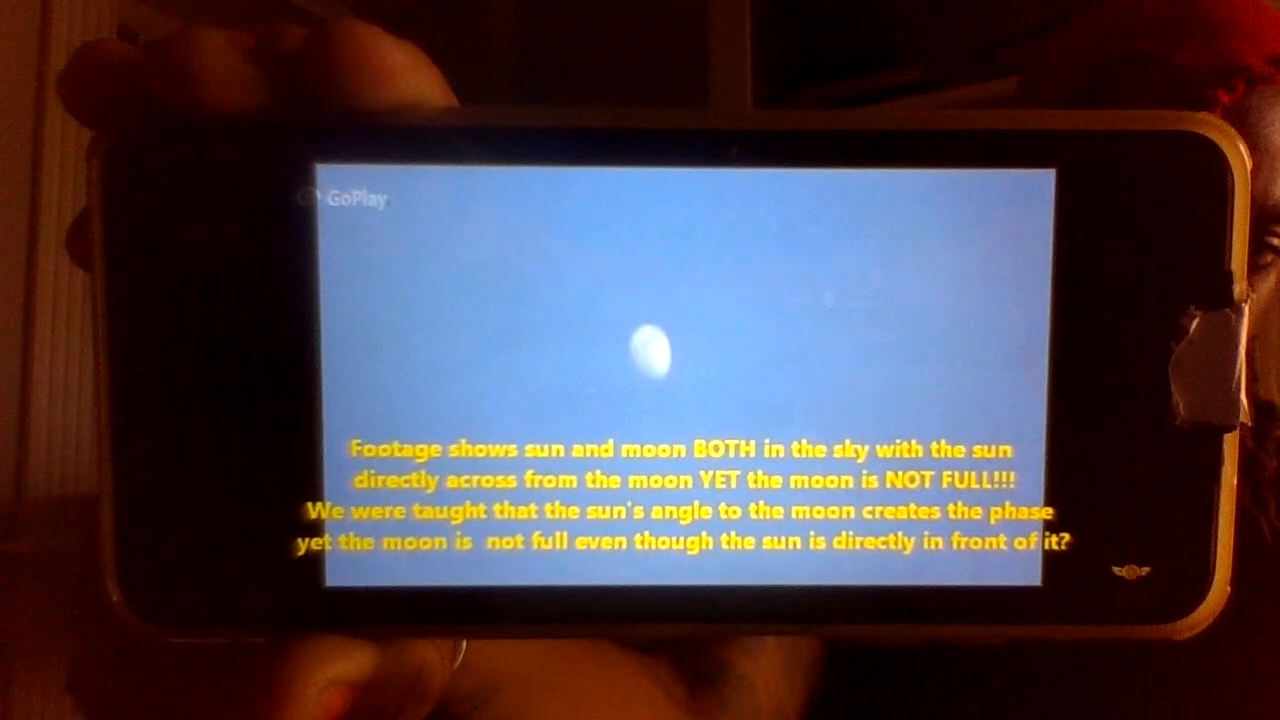 GoPlay
Footage shows sun and moon BOTH in the sky with the sun
directly across from the moon YET the moon is NOT FULL!!!
We were taught that the sun's angle to the moon creates the phase
yet the moon is  not full even though the sun is directly in front of it?